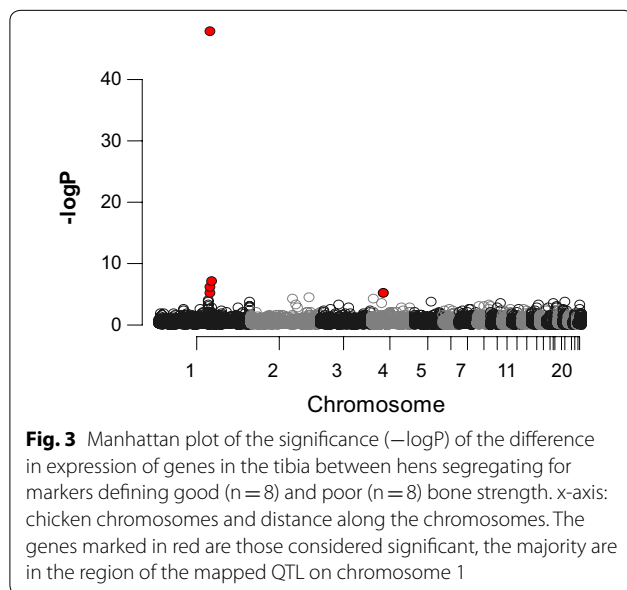 40
30
20
10
0
-logP
1 2 3 4 5 7 11 20
Chromosome
Fig. 3 Manhattan plot of the significance (−logP) of the difference
in expression of genes in the tibia between hens segregating for
markers defining good (n = 8) and poor (n = 8) bone strength. x-axis:
chicken chromosomes and distance along the chromosomes. The
genes marked in red are those considered significant, the majority are
in the region of the mapped QTL on chromosome 1